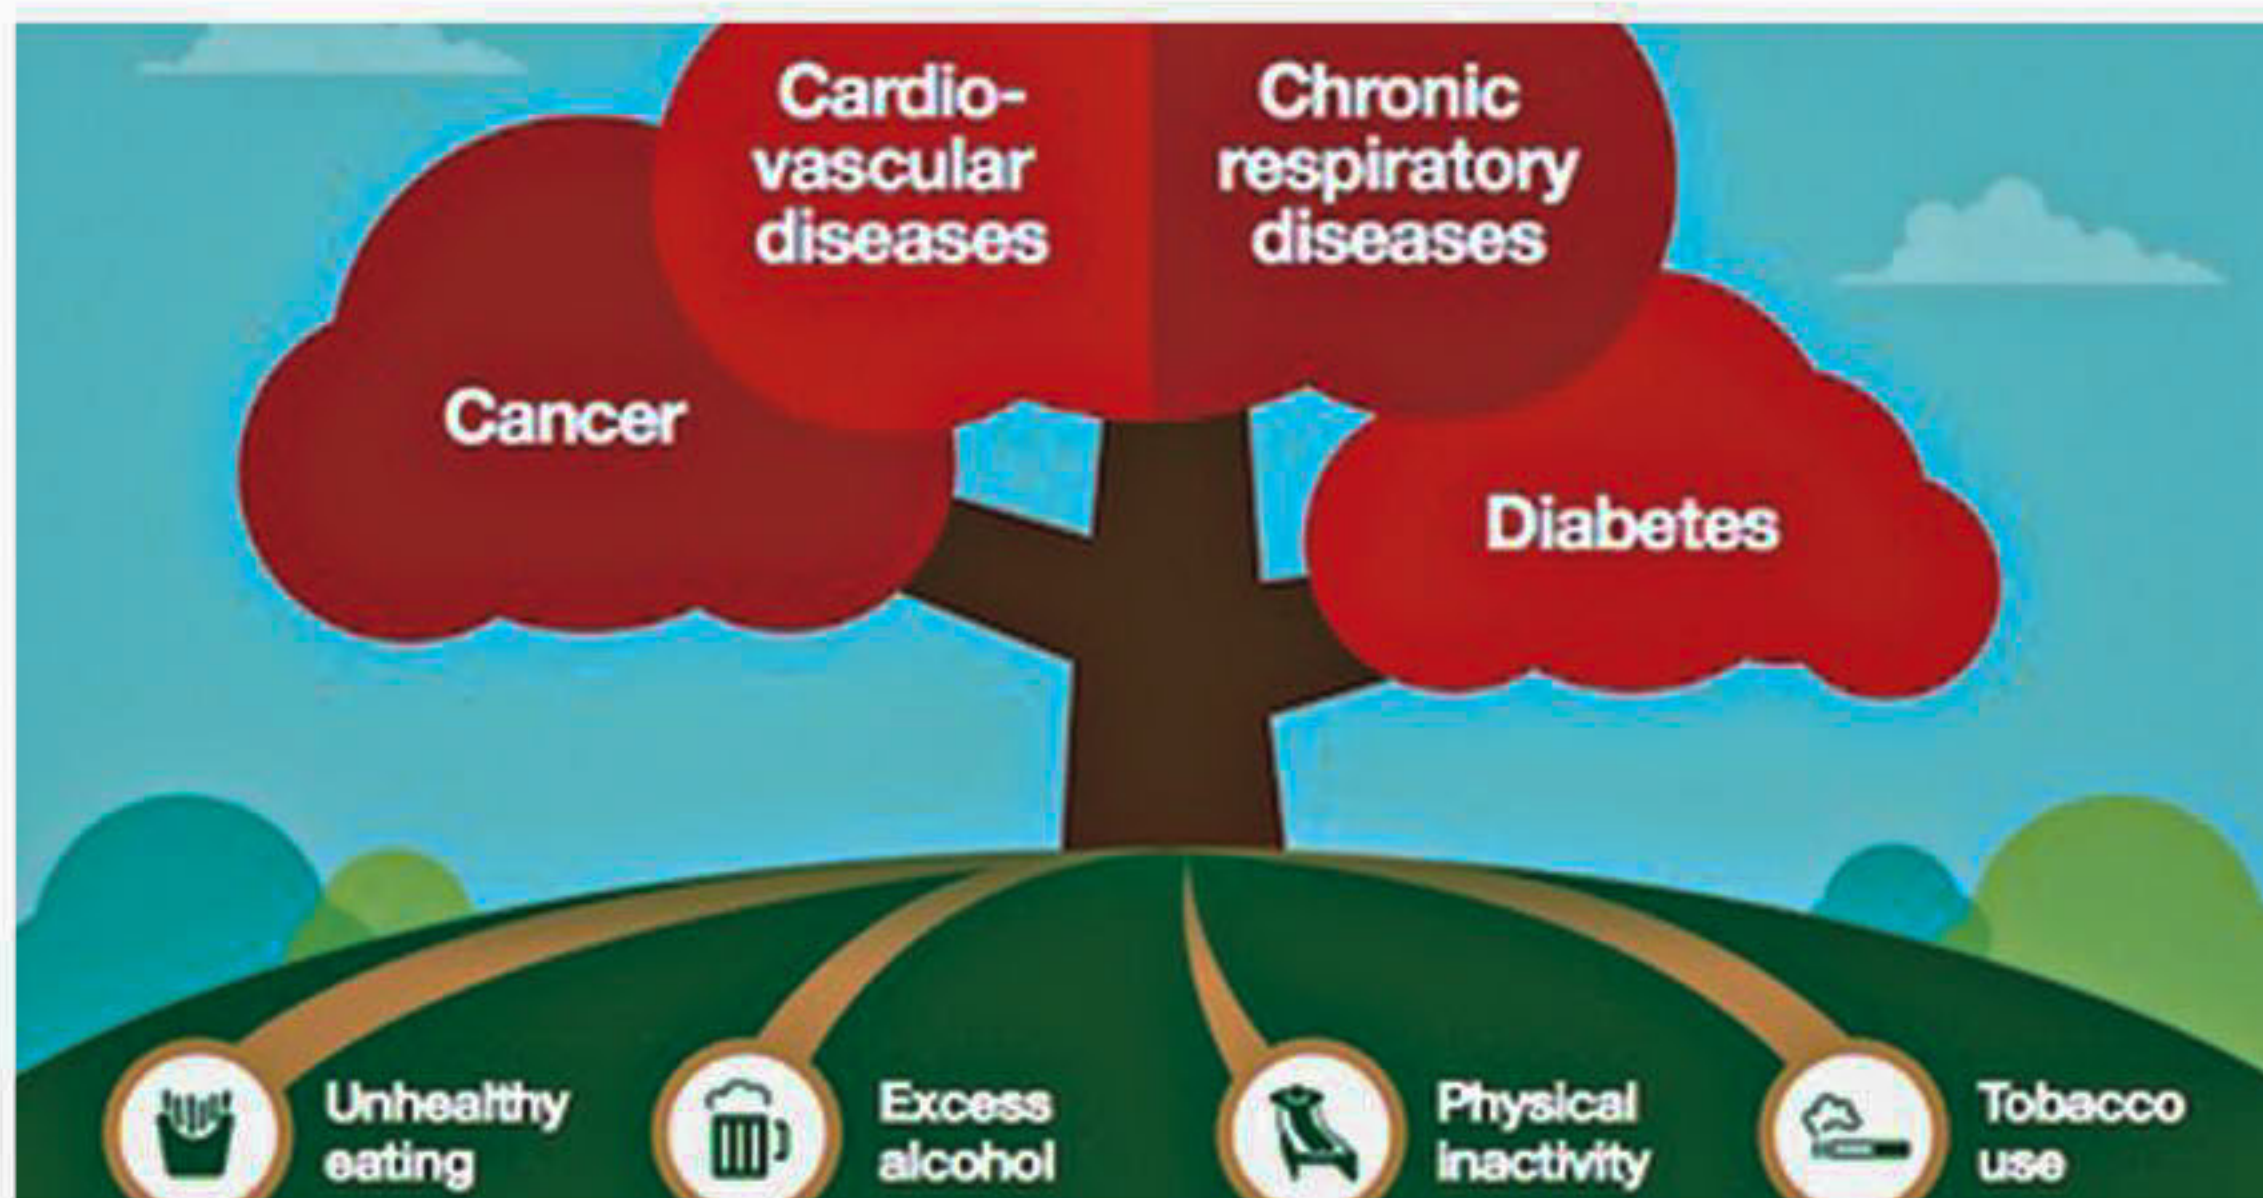 Cardio-
vascular
diseases
Chronic
respiratory
diseases
Cancer
Diabetes
Unhealthy
eating
Excess
alcohol
Physical
inactivity
Tobacco
use